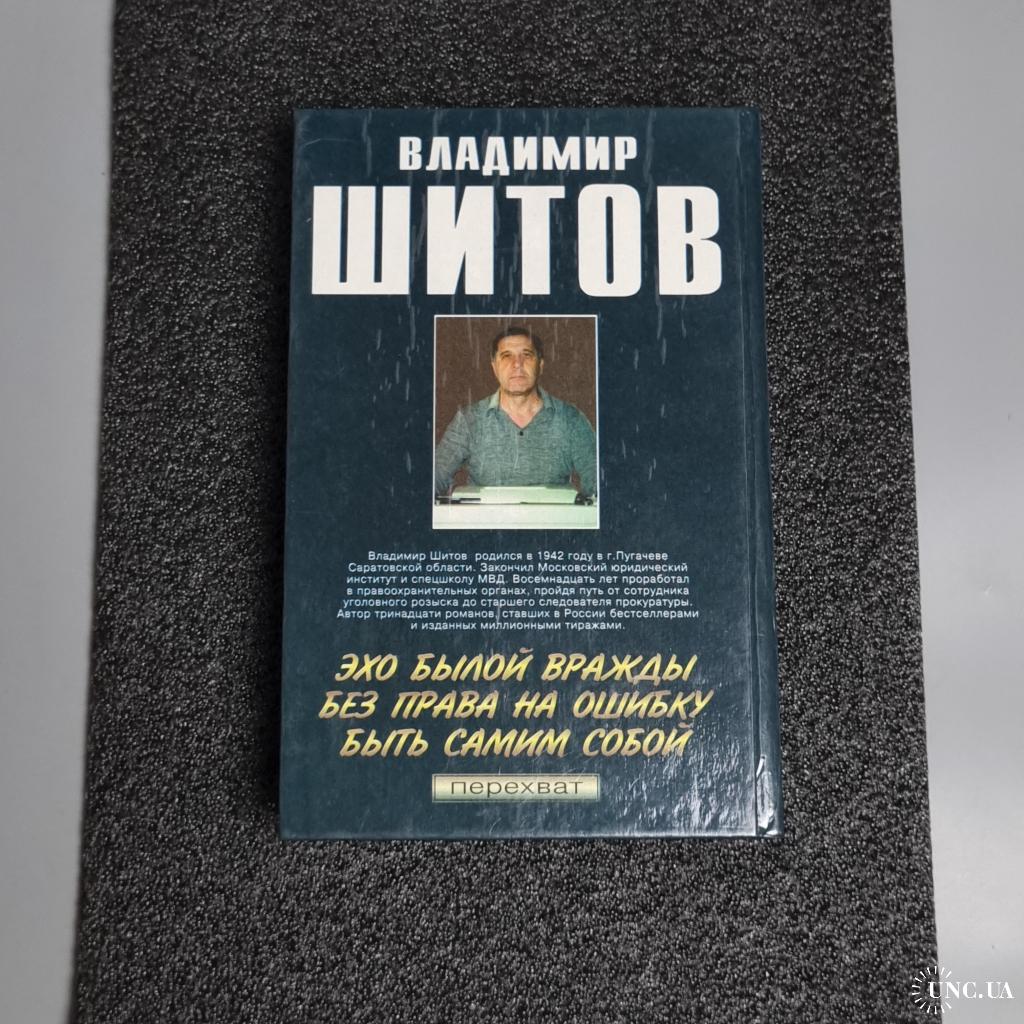 ВЛАДИМИР
ШИТОВ
Владимир Шитов родился в 1942 году в г.Пугачеве
Саратовской области. Закончил Московский юридический
институт и спецшколу МВД. Восемнадцать лет проработал
в правоохранительных органах, пройдя путь от сотрудника
уголовного розыска до старшего следователя прокуратуры.
Автор тринадцати романов, ставших в России бестселлерами
и изданных миллионными тиражами.
ЭХО БЫЛОЙ ВРАЖДЫ
БЕЗ ПРАВА НА ОШИБКУ
БЫТЬ САМИМ СОБОЙ
перехват
UNC.UA